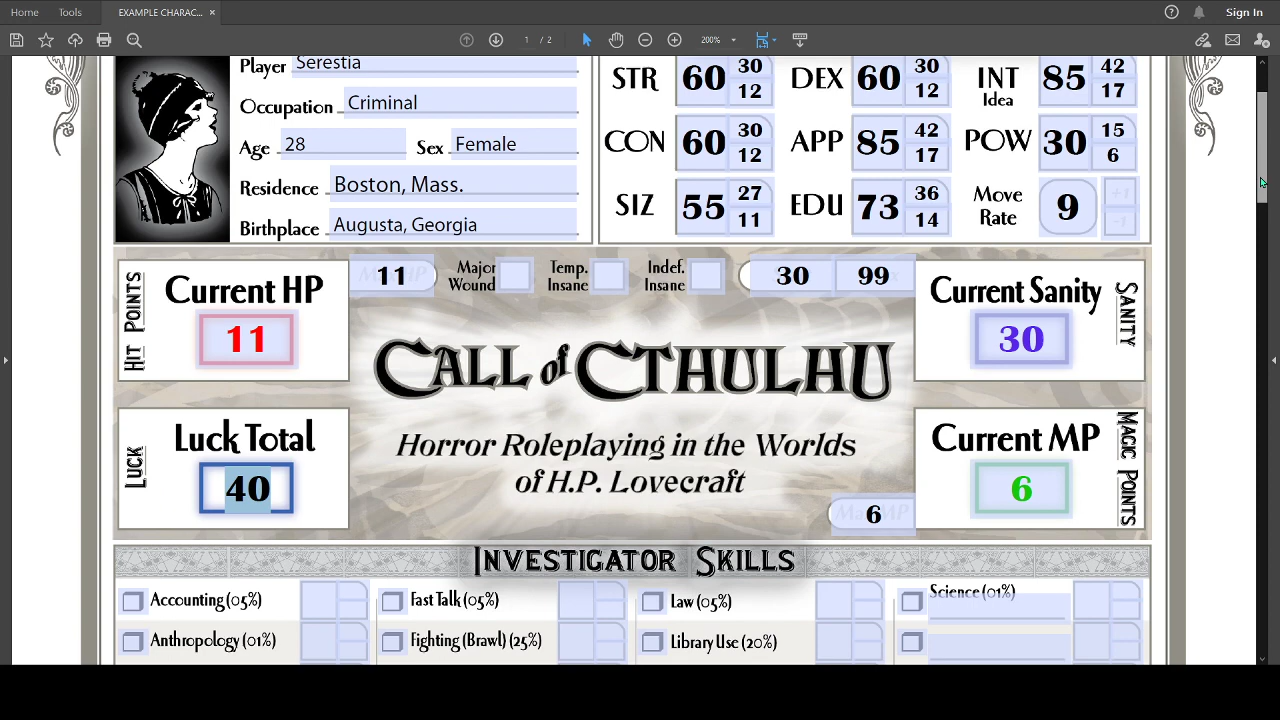 Home Tools EXAMPLE CHARAC... × Sign In
1 / 2 200%
Player Serestia
Occupation Criminal
Age 28 Sex Female
Residence Boston, Mass.
Birthplace Augusta, Georgia
STR 60 30 12 DEX 60 30 12 INT Idea 85 42 17
CON 60 30 12 APP 85 42 17 POW 30 15 6
SIZ 55 27 11 EDU 73 36 14 Move Rate 9 +1 -1
Hit Points
Current HP
11
11
Major Wound
Temp. Insane
Indef. Insane
30 99
Current Sanity
30
Sanity
CALL of CTHULHU
Horror Roleplaying in the Worlds
of H.P. Lovecraft
Luck
Luck Total
40
Current MP
6
Magic Points
6
Investigator Skills
Accounting (05%) Fast Talk (05%) Law (05%) Science (01%)
Anthropology (01%) Fighting (Brawl) (25%) Library Use (20%)